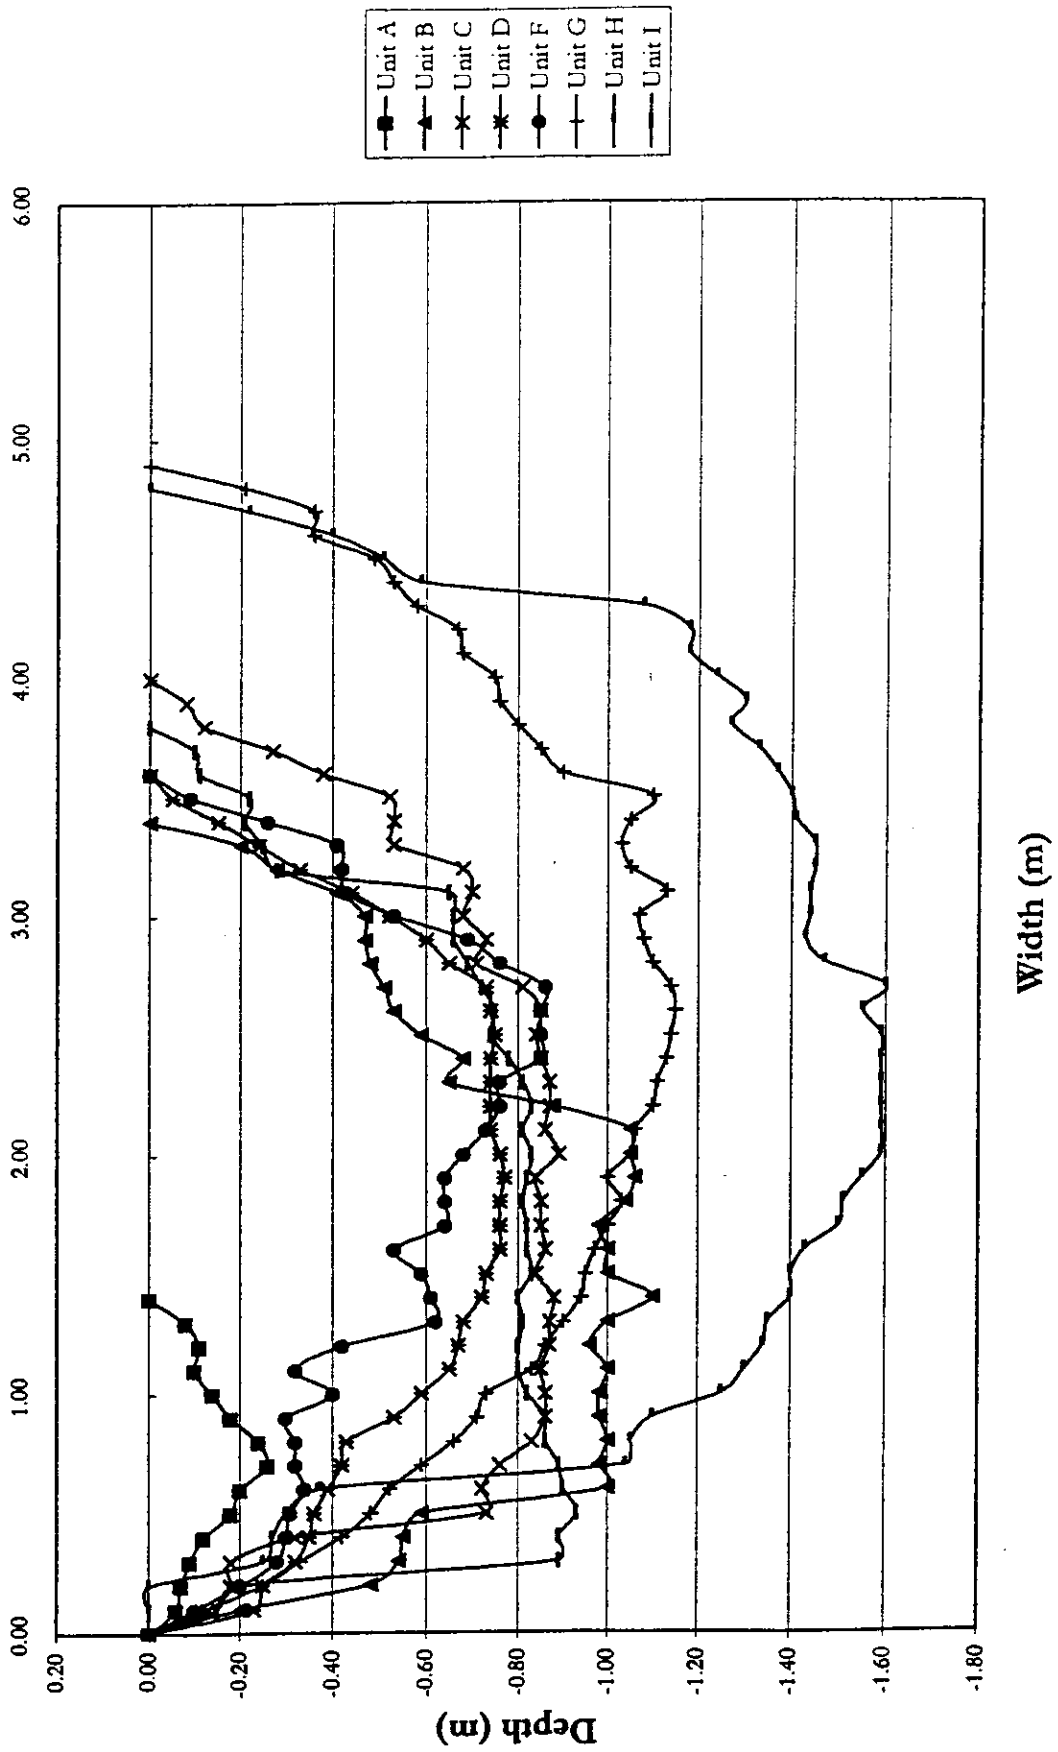 0.00
1.00
2.00
3.00
4.00
5.00
6.00
0.20
0.00
-0.20
-0.40
-0.60
-0.80
-1.00
-1.20
-1.40
-1.60
-1.80
Depth (m)
Width (m)
Unit A
Unit B
Unit C
Unit D
Unit F
Unit G
Unit H
Unit I